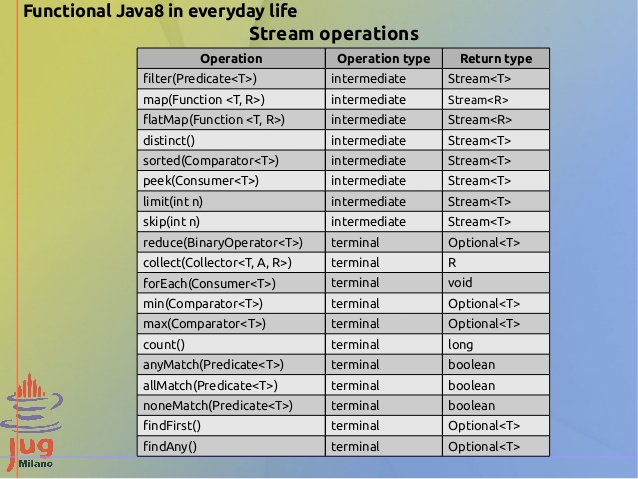 Functional Java8 in everyday life
Stream operations
Operation Operation type Return type
filter(Predicate<T>) intermediate Stream<T>
map(Function <T, R>) intermediate Stream<R>
flatMap(Function <T, R>) intermediate Stream<R>
distinct() intermediate Stream<T>
sorted(Comparator<T>) intermediate Stream<T>
peek(Consumer<T>) intermediate Stream<T>
limit(int n) intermediate Stream<T>
skip(int n) intermediate Stream<T>
reduce(BinaryOperator<T>) terminal Optional<T>
collect(Collector<T, A, R>) terminal R
forEach(Consumer<T>) terminal void
min(Comparator<T>) terminal Optional<T>
max(Comparator<T>) terminal Optional<T>
count() terminal long
anyMatch(Predicate<T>) terminal boolean
allMatch(Predicate<T>) terminal boolean
noneMatch(Predicate<T>) terminal boolean
findFirst() terminal Optional<T>
findAny() terminal Optional<T>
jug
Milano